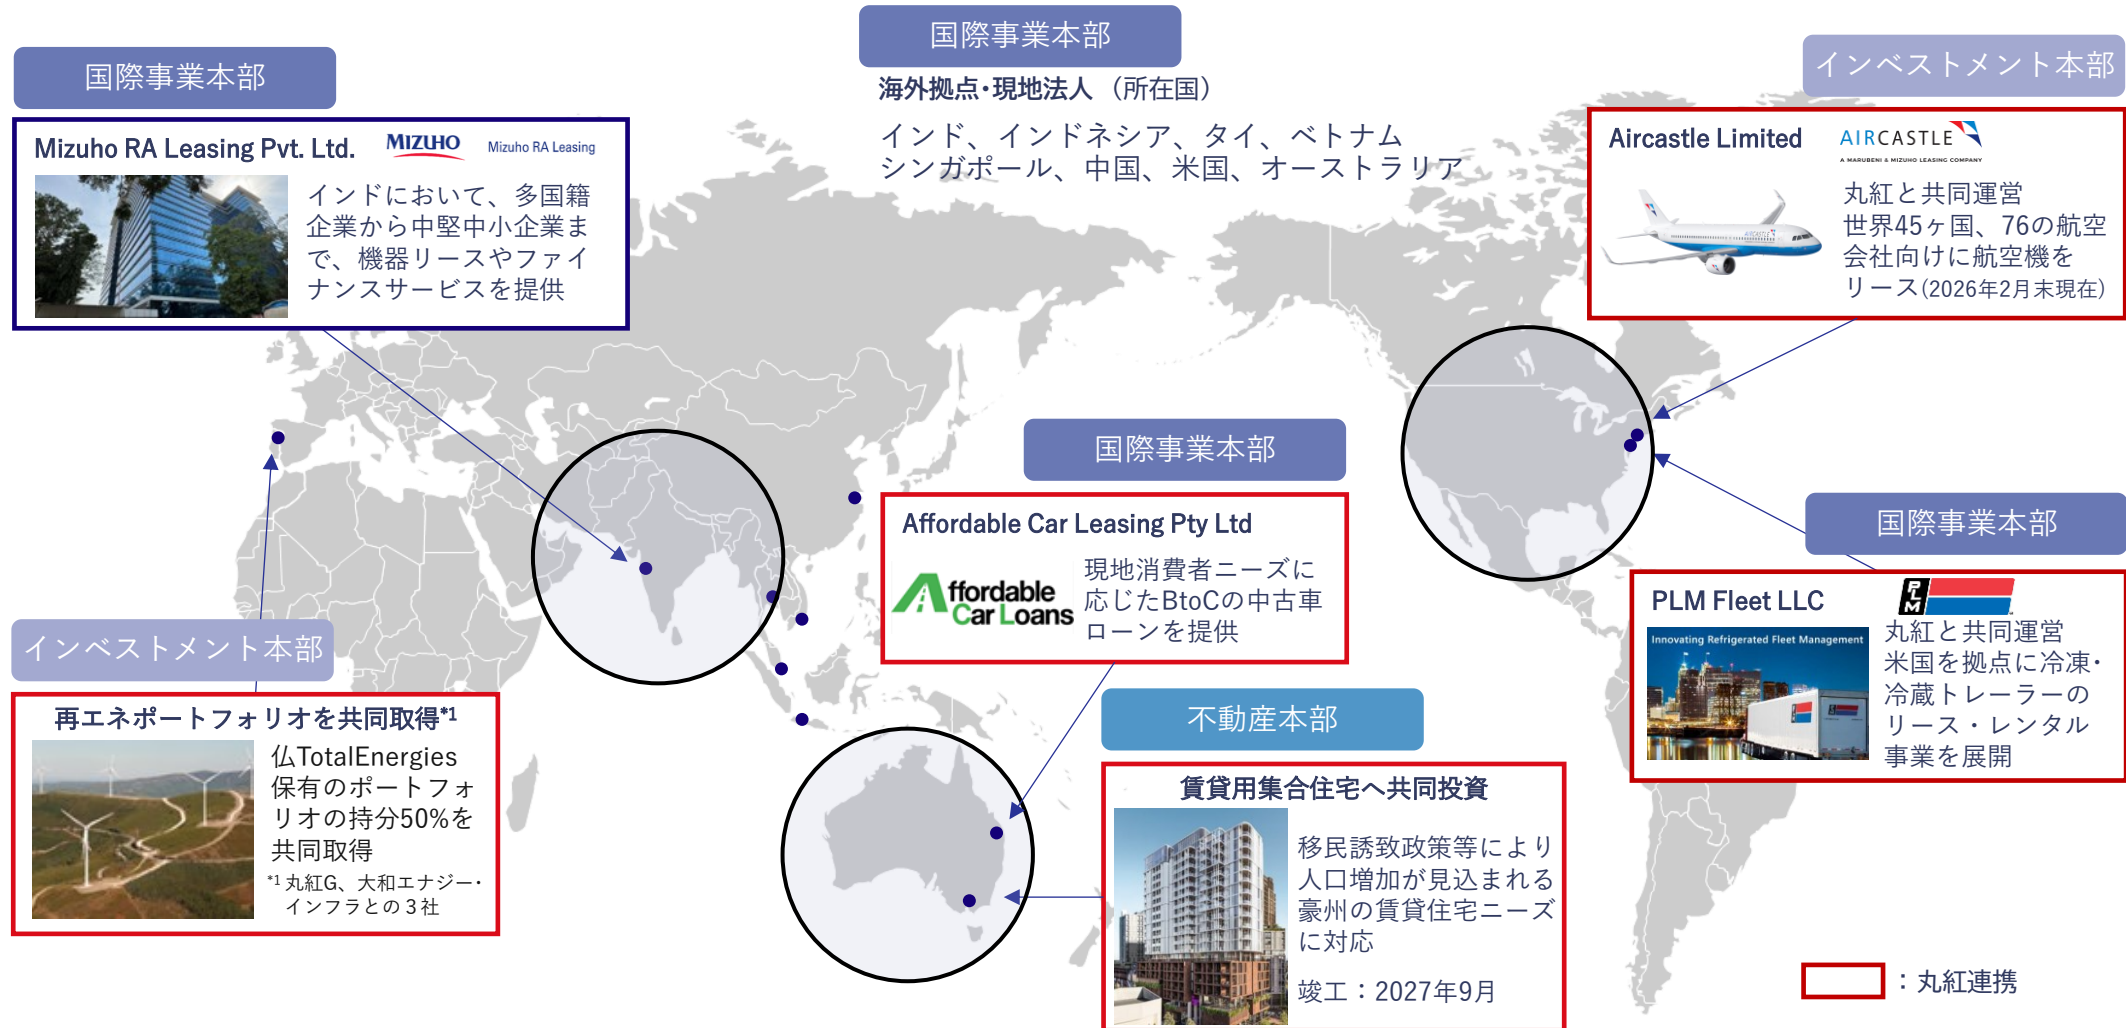 国際事業本部
Mizuho RA Leasing Pvt. Ltd.
MIZUHO
Mizuho RA Leasing
インドにおいて、多国籍
企業から中堅中小企業ま
で、機器リースやファイ
ナンスサービスを提供
国際事業本部
海外拠点・現地法人 （所在国）
インド、インドネシア、タイ、ベトナム
シンガポール、中国、米国、オーストラリア
インベストメント本部
Aircastle Limited
AIRCASTLE
A MARUBENI & MIZUHO LEASING COMPANY
AIRCASTLE
丸紅と共同運営
世界45ヶ国、76の航空
会社向けに航空機を
リース(2026年2月末現在)
国際事業本部
Affordable Car Leasing Pty Ltd
Affordable
Car Loans
現地消費者ニーズに
応じたBtoCの中古車
ローンを提供
国際事業本部
PLM Fleet LLC
PLM
Innovating Refrigerated Fleet Management
丸紅と共同運営
米国を拠点に冷凍・
冷蔵トレーラーの
リース・レンタル
事業を展開
インベストメント本部
再エネポートフォリオを共同取得*1
仏TotalEnergies
保有のポートフォ
リオの持分50%を
共同取得
*1 丸紅G、大和エナジー・
インフラとの３社
不動産本部
賃貸用集合住宅へ共同投資
移民誘致政策等により
人口増加が見込まれる
豪州の賃貸住宅ニーズ
に対応
竣工：2027年9月
：丸紅連携